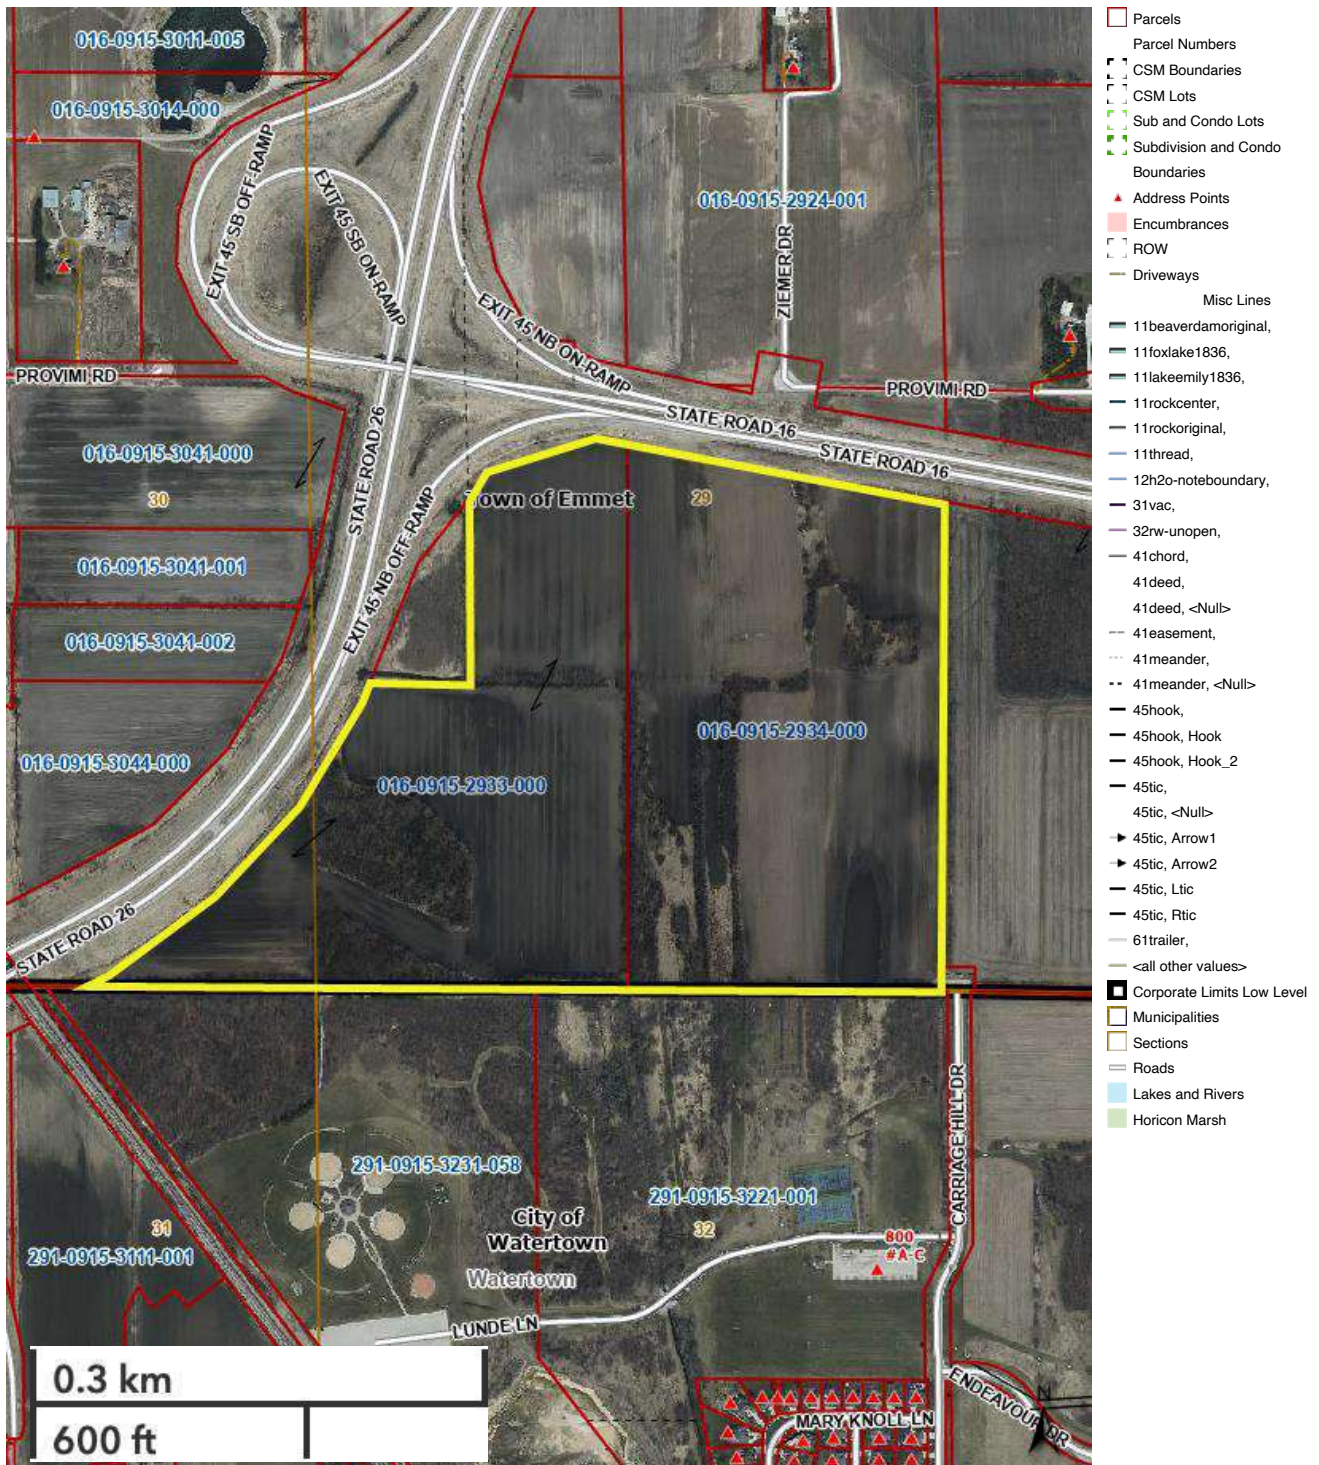 016-0915-3011-005
016-0915-3014-000
EXIT 45 SB OFF-RAMP
EXIT 45 SB ON-RAMP
016-0915-2924-001
ZIEMER DR
EXIT 45 NB ON-RAMP
PROVIMI RD
PROVIMI RD
STATE ROAD 16
STATE ROAD 16
STATE ROAD 26
016-0915-3041-000
30
Town of Emmet
29
EXIT 45 NB OFF-RAMP
016-0915-3041-001
016-0915-3041-002
016-0915-3044-000
016-0915-2934-000
016-0915-2933-000
STATE ROAD 26
CARRIAGE HILL DR
291-0915-3231-058
291-0915-3221-001
31
32
291-0915-3111-001
City of
Watertown
Watertown
800
#A-C
LUNDE LN
ENDEAVOUR DR
MARY KNOLL LN
N
0.3 km
600 ft
Parcels
Parcel Numbers
CSM Boundaries
CSM Lots
Sub and Condo Lots
Subdivision and Condo
Boundaries
Address Points
Encumbrances
ROW
Driveways
Misc Lines
11beaverdamoriginal,
11foxlake1836,
11lakeemily1836,
11rockcenter,
11rockoriginal,
11thread,
12h2o-noteboundary,
31vac,
32rw-unopen,
41chord,
41deed,
41deed, <Null>
41easement,
41meander,
41meander, <Null>
45hook,
45hook, Hook
45hook, Hook_2
45tic,
45tic, <Null>
45tic, Arrow1
45tic, Arrow2
45tic, Ltic
45tic, Rtic
61trailer,
<all other values>
Corporate Limits Low Level
Municipalities
Sections
Roads
Lakes and Rivers
Horicon Marsh